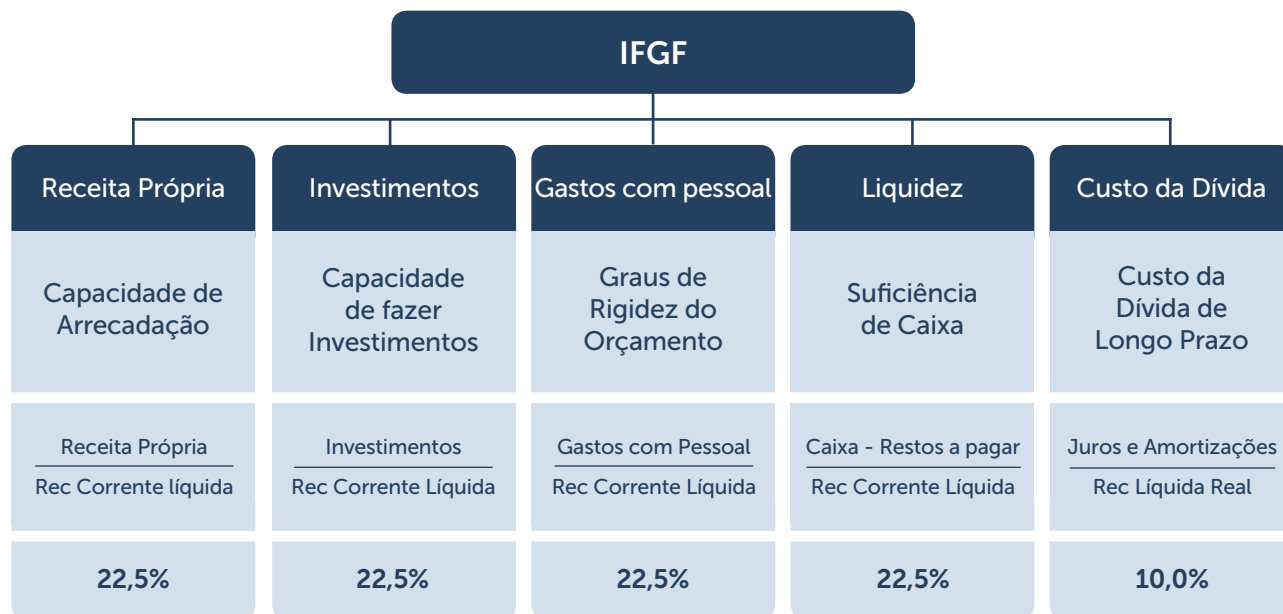 IFGF
Receita Própria
Capacidade de
Arrecadação
Receita Própria
Rec Corrente líquida
22,5%
Investimentos
Capacidade
de fazer
Investimentos
Investimentos
Rec Corrente Líquida
22,5%
Gastos com pessoal
Graus de
Rigidez do
Orçamento
Gastos com Pessoal
Rec Corrente Líquida
22,5%
Liquidez
Suficiência
de Caixa
Caixa - Restos a pagar
Rec Corrente Líquida
22,5%
Custo da Dívida
Custo da
Dívida de
Longo Prazo
Juros e Amortizações
Rec Líquida Real
10,0%